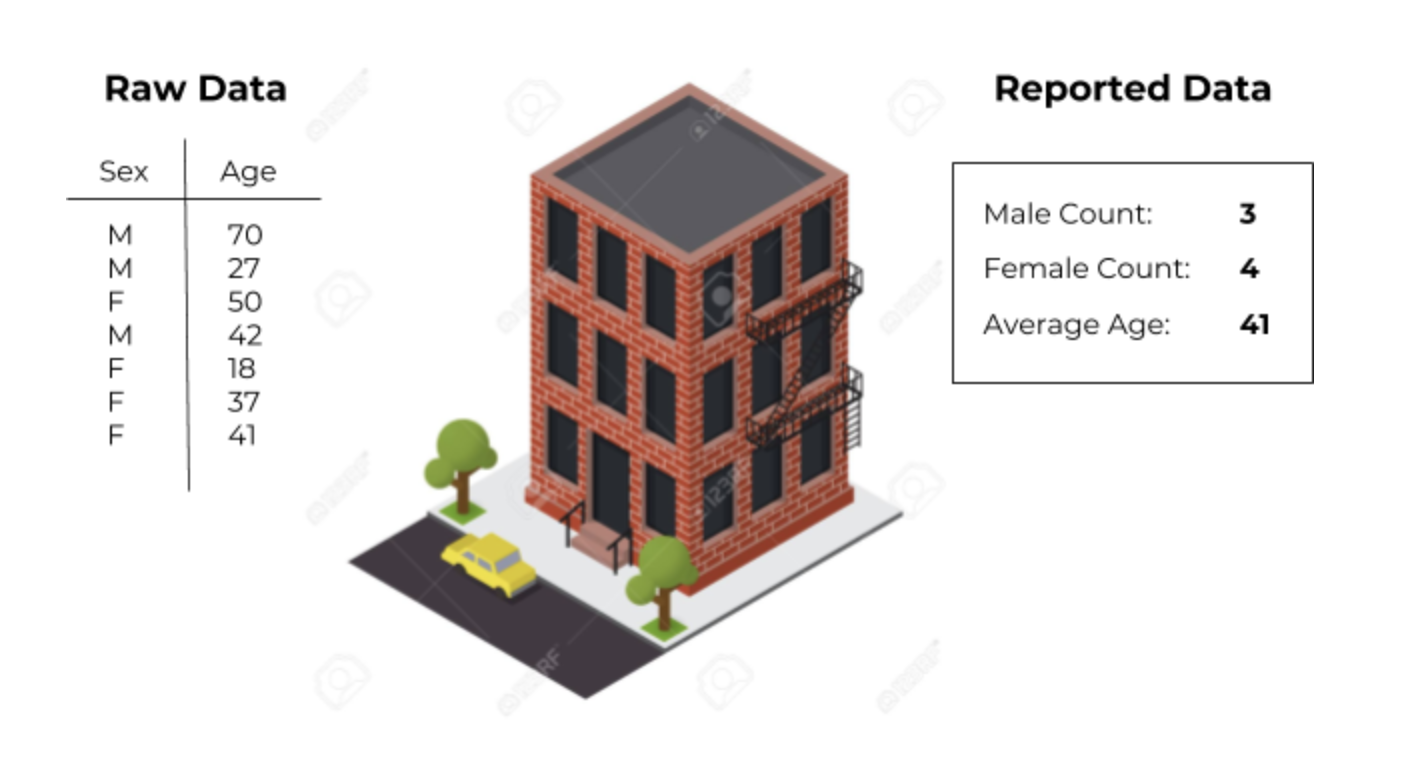 Raw Data
Sex Age
M 70
M 27
F 50
M 42
F 18
F 37
F 41
Reported Data
Male Count: 3
Female Count: 4
Average Age: 41